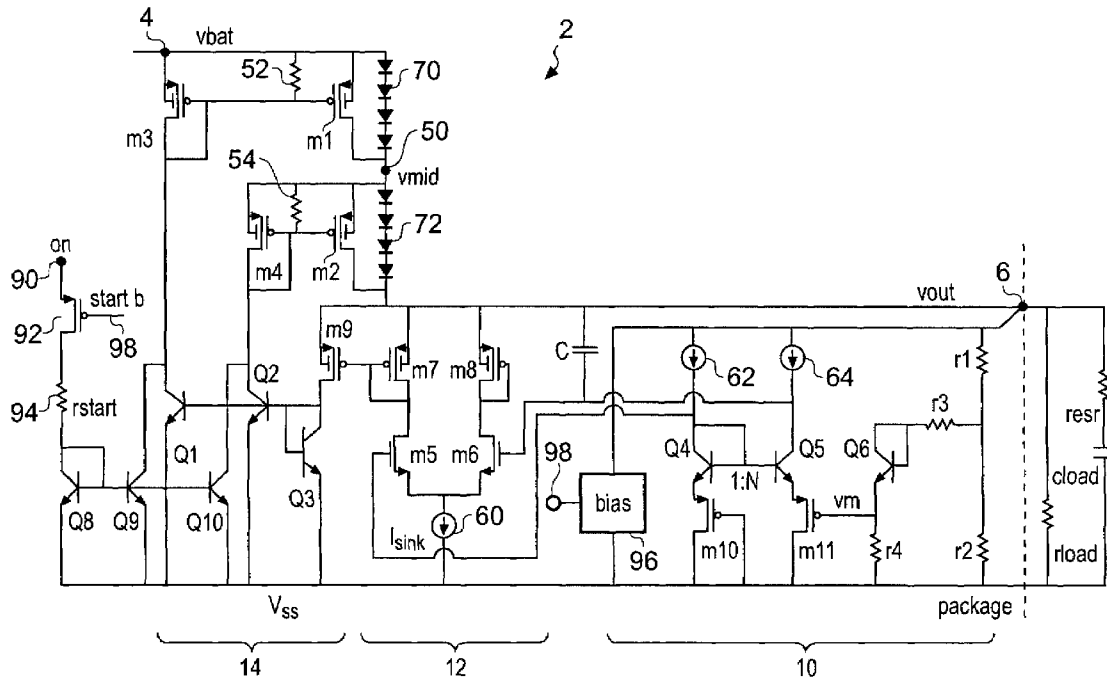 4
vbat
2
52
70
m3
m1
50
54
vmid
72
on
90
m4
m2
6
start b
vout
92
98
m9
C
m7
m8
62
64
r1
94
rstart
Q2
r3
Q1
m5
m6
Q4
Q5
Q6
resr
98
1:N
Q3
bias
vm
cload
Q8
Q9
Q10
Isink
60
m10
m11
r4
r2
rload
96
Vss
package
14
12
10